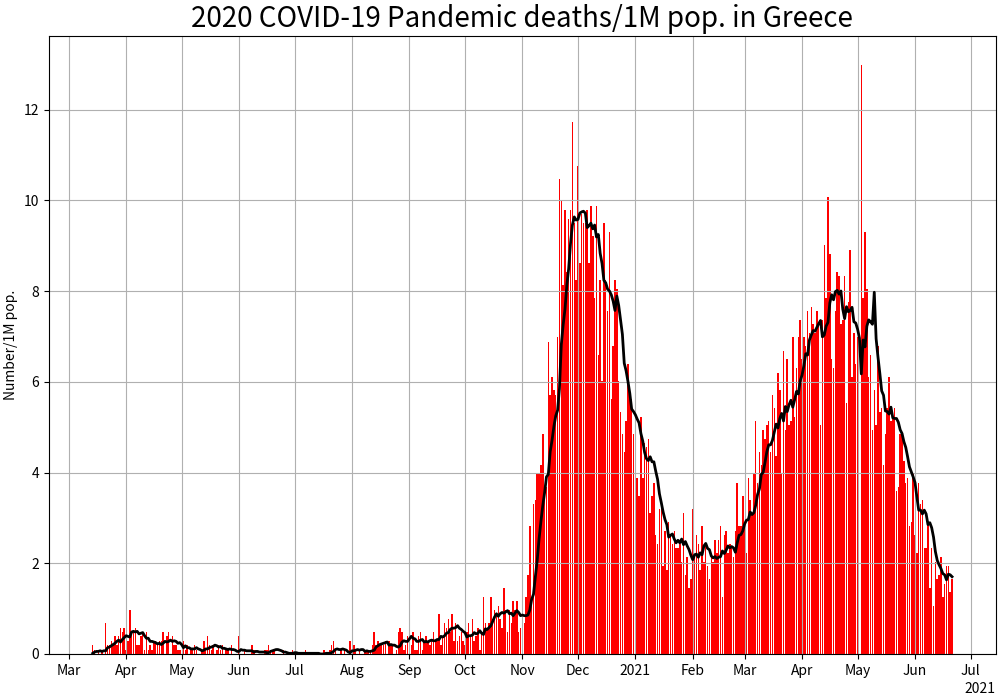 2020 COVID-19 Pandemic deaths/1M pop. in Greece
Number/1M pop.
12
10
8
6
4
2
0
Mar Apr May Jun Jul Aug Sep Oct Nov Dec 2021 Feb Mar Apr May Jun Jul
2021